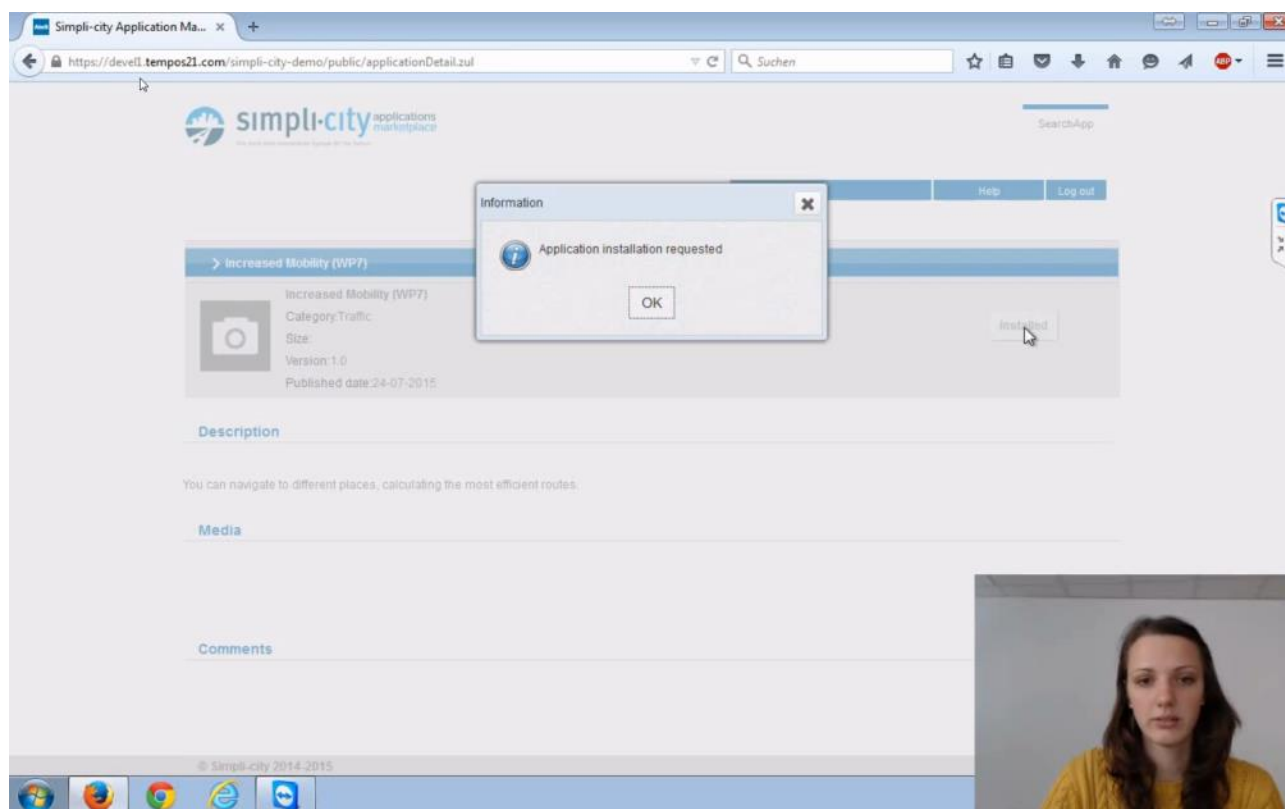 Simpli-city Application Ma...
https://devel1.tempos21.com/simpli-city-demo/public/applicationDetail.zul
Suchen
ABP
simpli-city applications
marketplace
SearchApp
Help
Log out
Information
Application installation requested
OK
Increased Mobility (WP7)
Increased Mobility (WP7)
Category:Traffic
Size:
Version:1.0
Published date:24-07-2015
Installed
Description
You can navigate to different places, calculating the most efficient routes.
Media
Comments
© Simpli-city 2014-2015